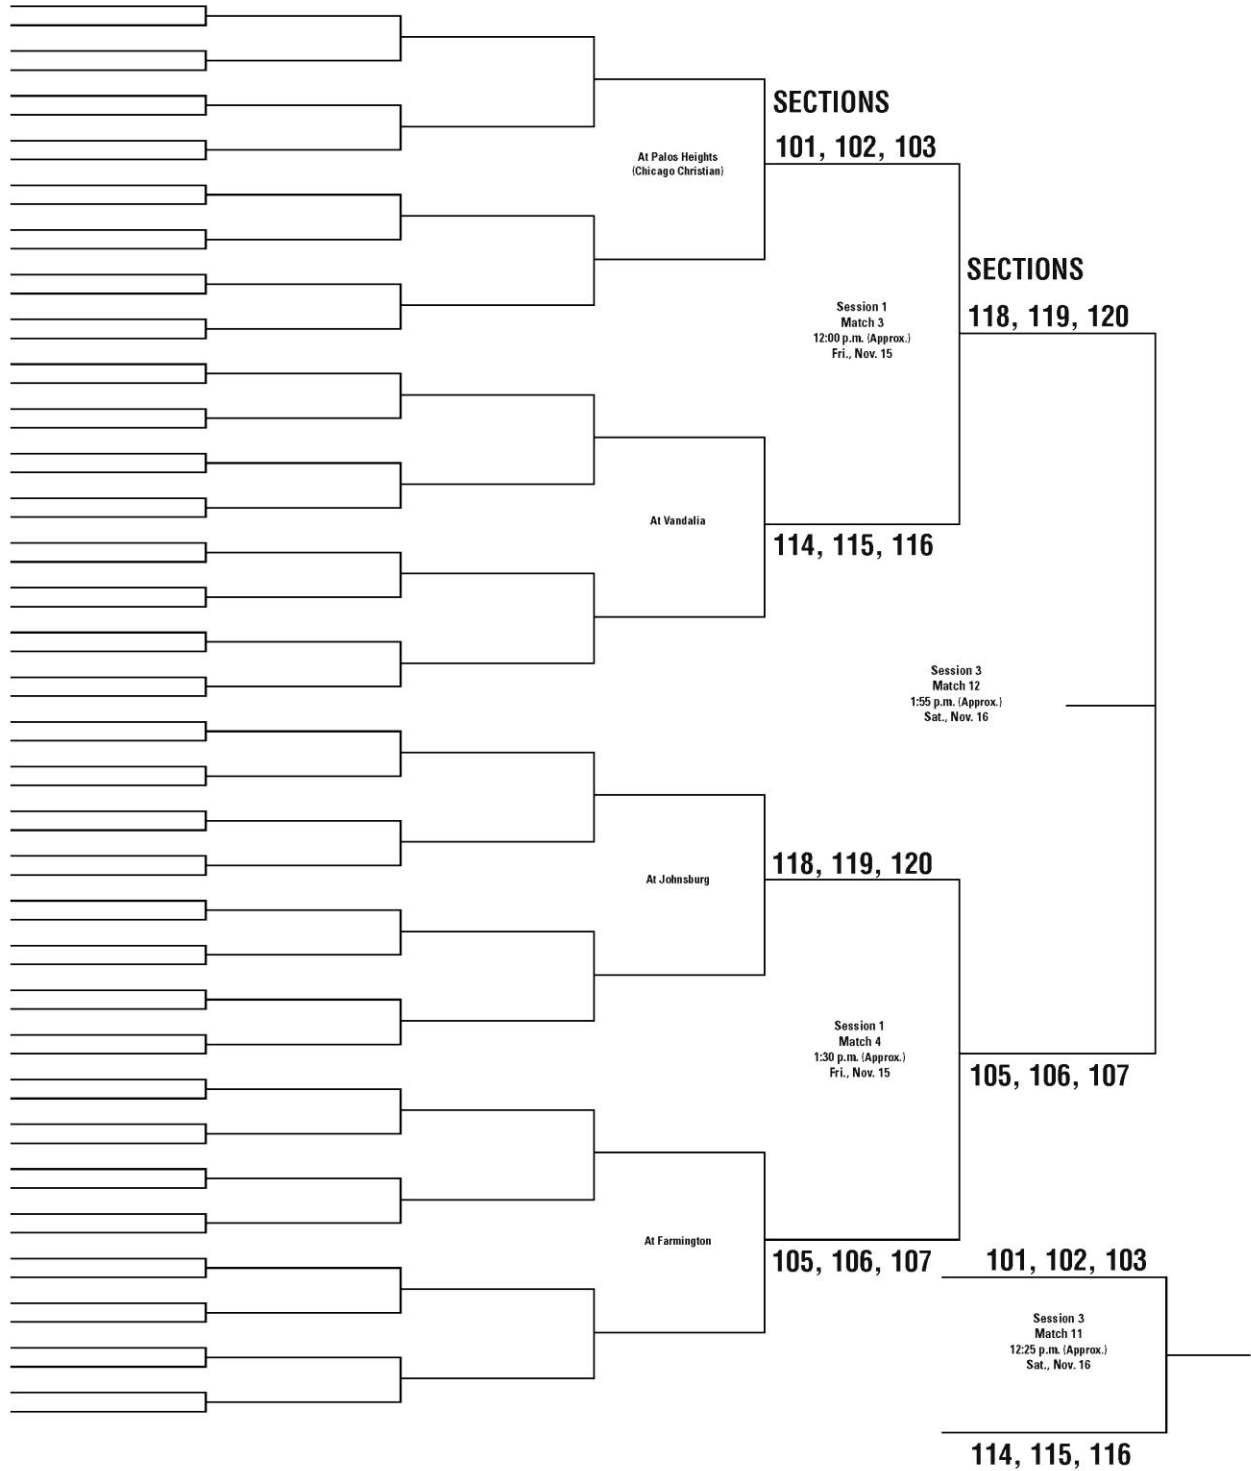 SECTIONS
101, 102, 103
At Palos Heights
(Chicago Christian)
SECTIONS
118, 119, 120
Session 1
Match 3
12:00 p.m. (Approx.)
Fri., Nov. 15
At Vandalia
114, 115, 116
Session 3
Match 12
1:55 p.m. (Approx.)
Sat., Nov. 16
118, 119, 120
At Johnsburg
Session 1
Match 4
1:30 p.m. (Approx.)
Fri., Nov. 15
105, 106, 107
At Farmington
105, 106, 107
101, 102, 103
Session 3
Match 11
12:25 p.m. (Approx.)
Sat., Nov. 16
114, 115, 116